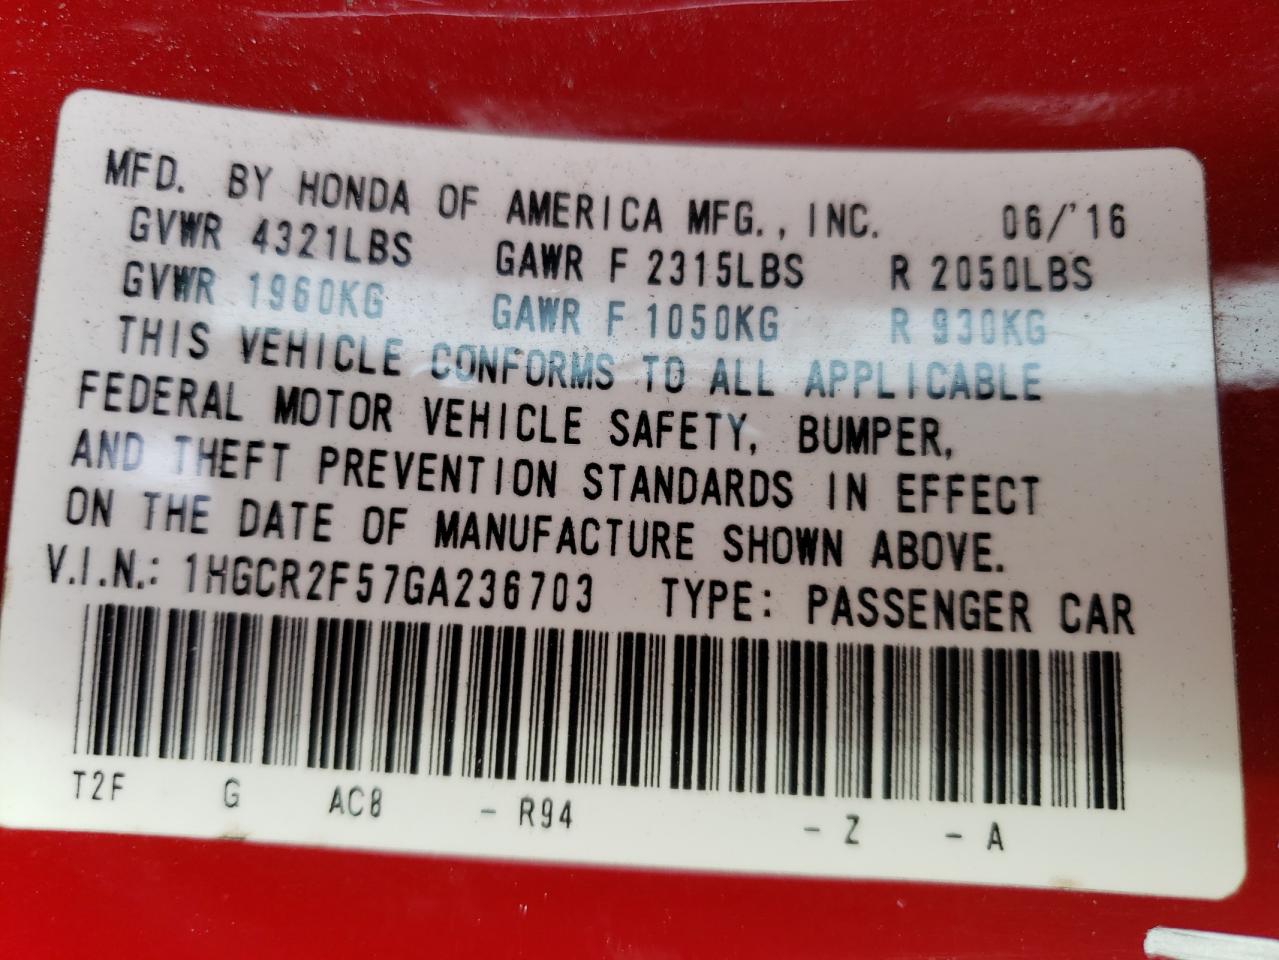 MFD. BY HONDA OF AMERICA MFG., INC. 06/'16
GVWR 4321LBS GAWR F 2315LBS R 2050LBS
GVWR 1960KG GAWR F 1050KG R 930KG
THIS VEHICLE CONFORMS TO ALL APPLICABLE
FEDERAL MOTOR VEHICLE SAFETY, BUMPER,
AND THEFT PREVENTION STANDARDS IN EFFECT
ON THE DATE OF MANUFACTURE SHOWN ABOVE.
V.I.N.: 1HGCR2F57GA236703 TYPE: PASSENGER CAR
T2F G AC8 - R94 - Z - A